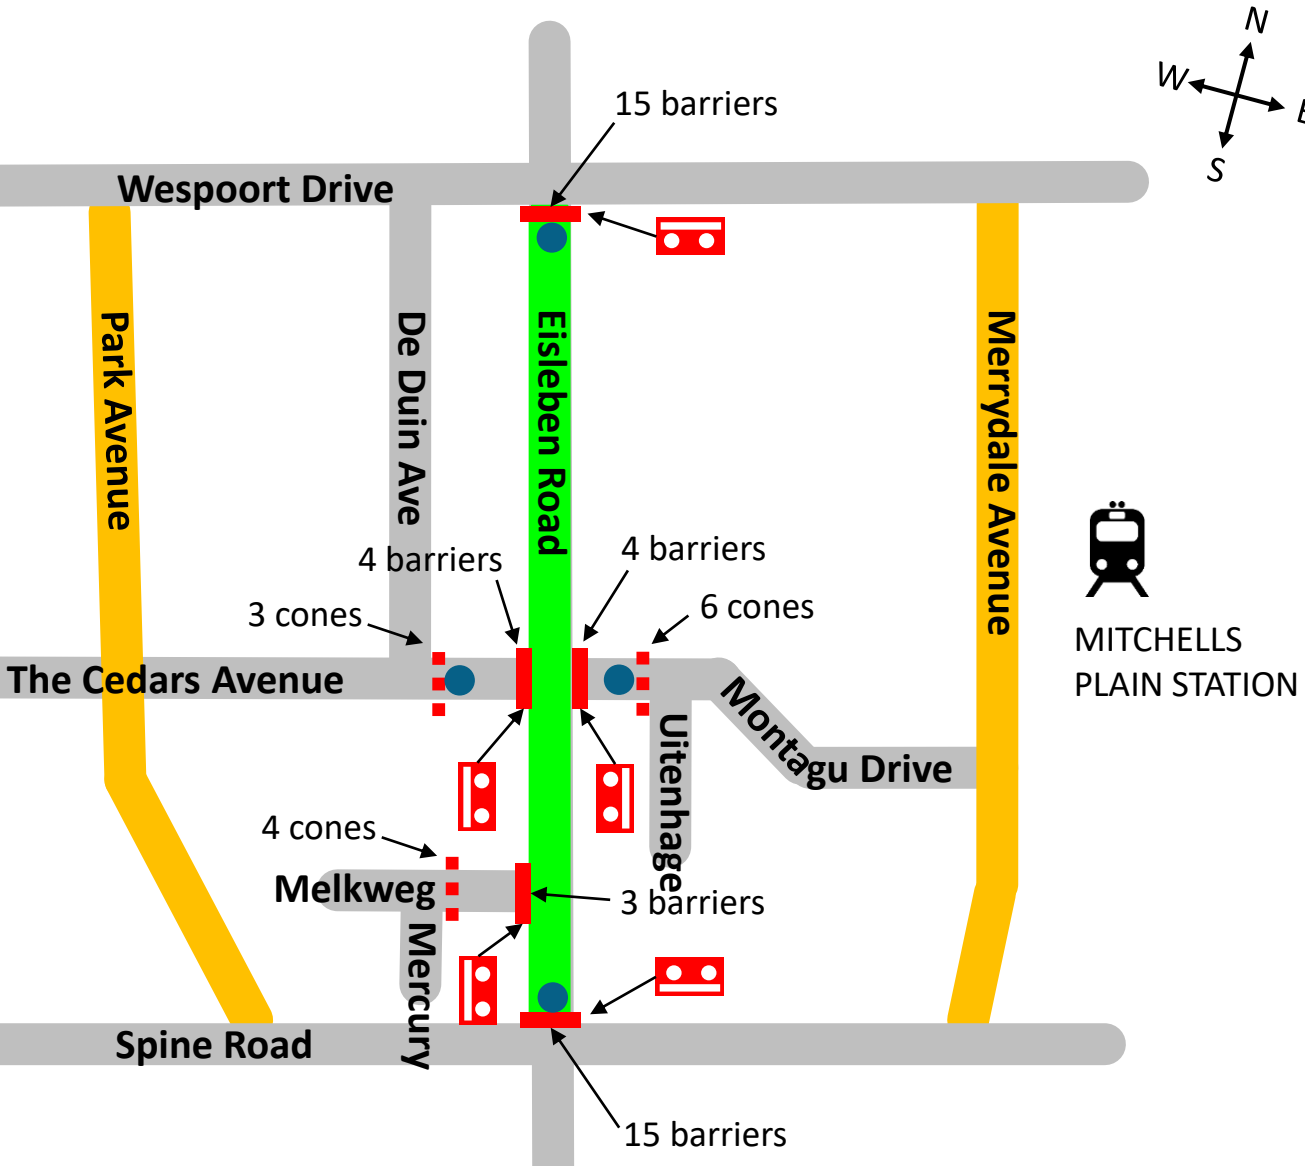 N
W
E
S
15 barriers
Wespoort Drive
Park Avenue
De Duin Ave
Eisleben Road
Merrydale Avenue
4 barriers
4 barriers
3 cones
6 cones
MITCHELLS
PLAIN STATION
The Cedars Avenue
Montagu Drive
Uitenhage
4 cones
Melkweg
3 barriers
Mercury
Spine Road
15 barriers